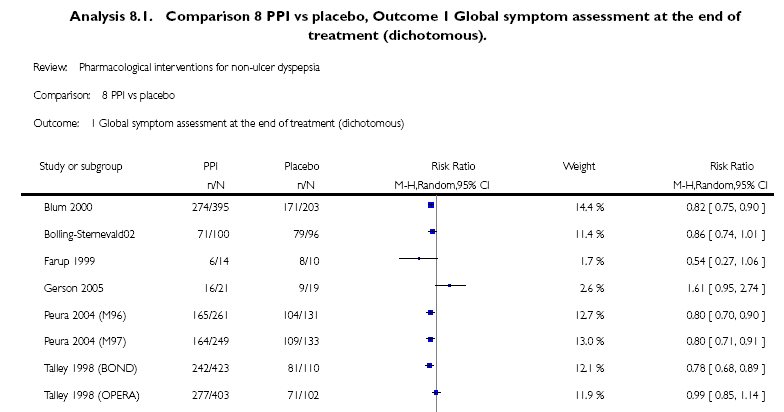 Analysis 8.1. Comparison 8 PPI vs placebo, Outcome 1 Global symptom assessment at the end of
treatment (dichotomous).
Review: Pharmacological interventions for non-ulcer dyspepsia
Comparison: 8 PPI vs placebo
Outcome: 1 Global symptom assessment at the end of treatment (dichotomous)
Study or subgroup PPI Placebo Risk Ratio Weight Risk Ratio
n/N n/N M-H,Random,95% CI M-H,Random,95% CI
Blum 2000 274/395 171/203 14.4 % 0.82 [ 0.75, 0.90 ]
Bolling-Sternevald02 71/100 79/96 11.4 % 0.86 [ 0.74, 1.01 ]
Farup 1999 6/14 8/10 1.7 % 0.54 [ 0.27, 1.06 ]
Gerson 2005 16/21 9/19 2.6 % 1.61 [ 0.95, 2.74 ]
Peura 2004 (M96) 165/261 104/131 12.7 % 0.80 [ 0.70, 0.90 ]
Peura 2004 (M97) 164/249 109/133 13.0 % 0.80 [ 0.71, 0.91 ]
Talley 1998 (BOND) 242/423 81/110 12.1 % 0.78 [ 0.68, 0.89 ]
Talley 1998 (OPERA) 277/403 71/102 11.9 % 0.99 [ 0.85, 1.14 ]